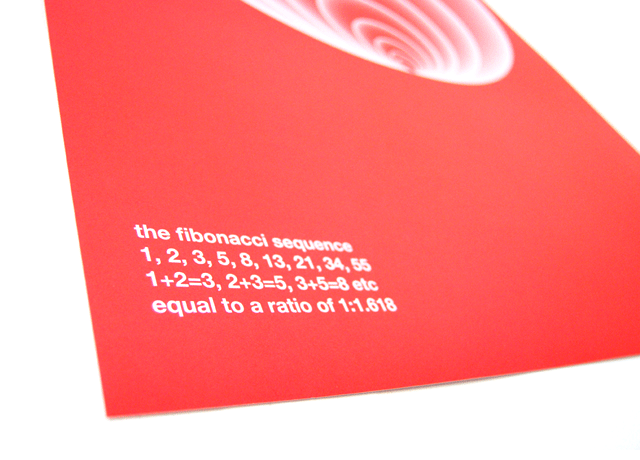 the fibonacci sequence
1, 2, 3, 5, 8, 13, 21, 34, 55
1+2=3, 2+3=5, 3+5=8 etc
equal to a ratio of 1:1.618